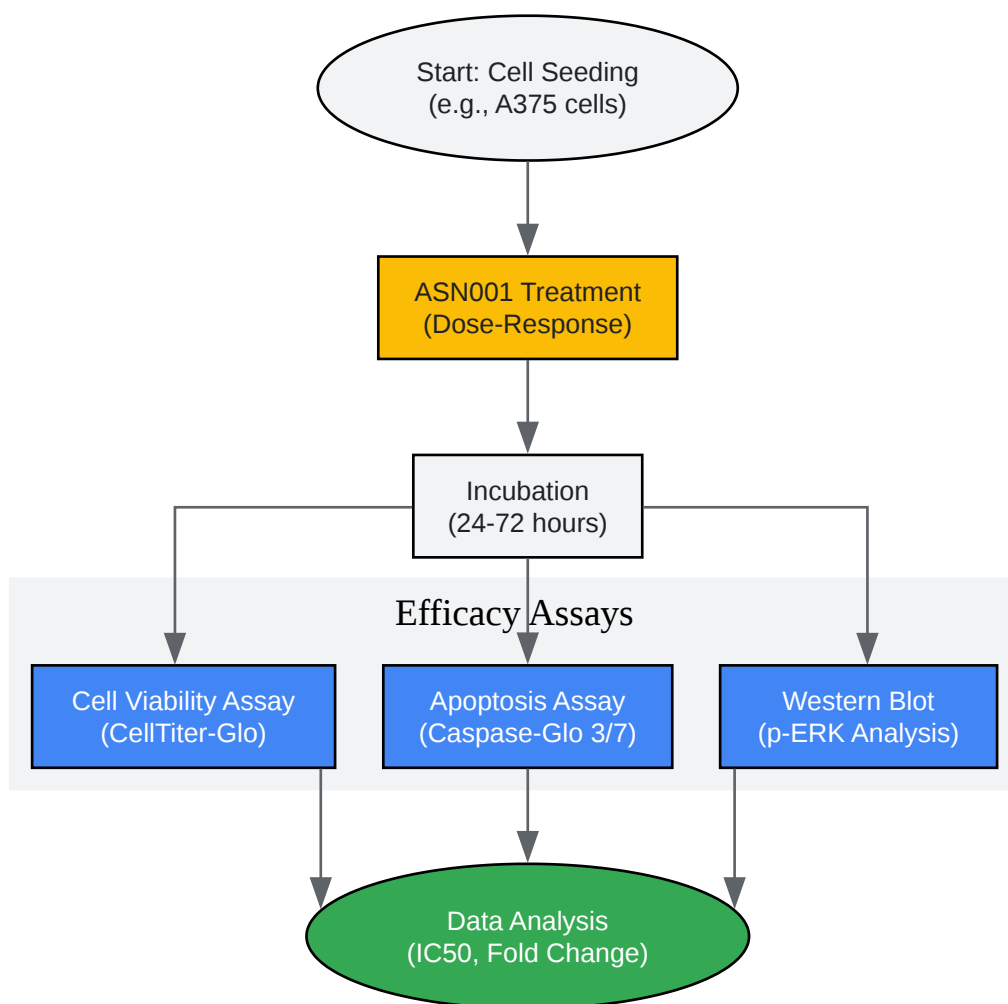 Start: Cell Seeding
(e.g., A375 cells)
ASN001 Treatment
(Dose-Response)
Incubation
(24-72 hours)
Efficacy Assays
Cell Viability Assay
(CellTiter-Glo)
Apoptosis Assay
(Caspase-Glo 3/7)
Western Blot
(p-ERK Analysis)
Data Analysis
(IC50, Fold Change)